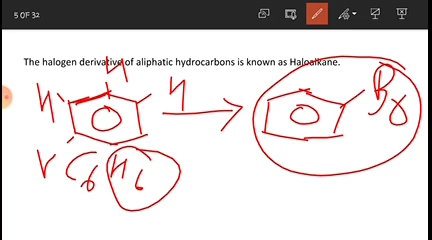 5 OF 32
The halogen derivative of aliphatic hydrocarbons is known as Haloalkane.
H
H
H
Br
C6H6